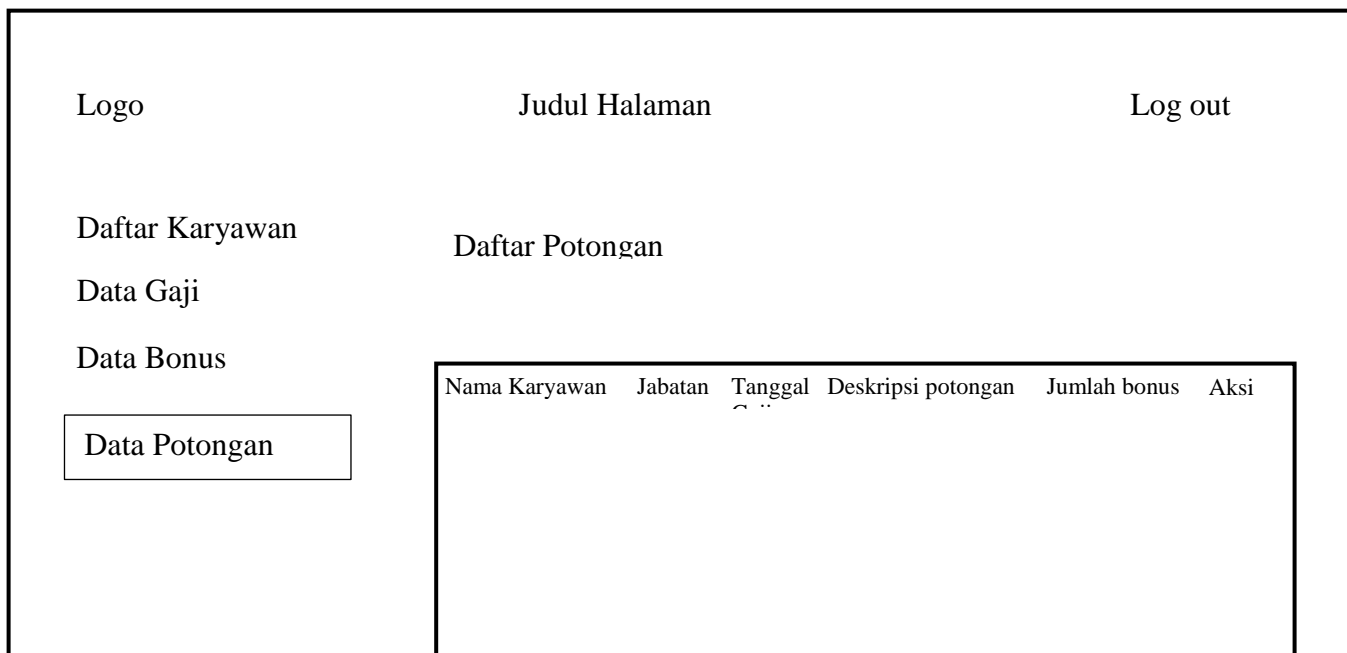 Logo
Judul Halaman
Log out
Daftar Karyawan
Data Gaji
Data Bonus
Data Potongan
Daftar Potongan
Nama Karyawan Jabatan Tanggal Deskripsi potongan Jumlah bonus Aksi